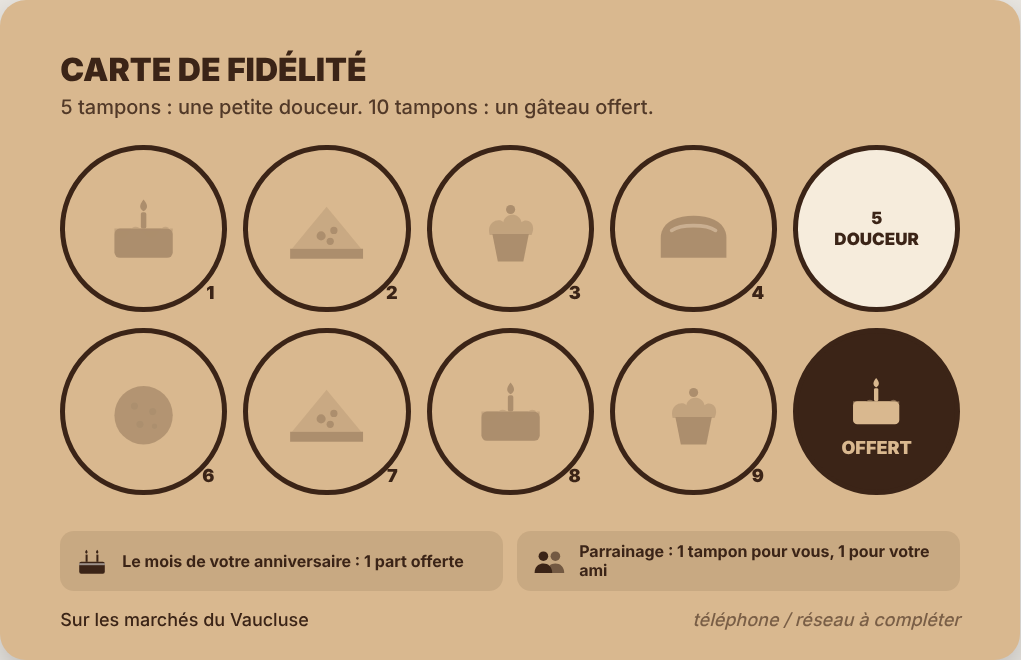 CARTE DE FIDÉLITÉ
5 tampons : une petite douceur. 10 tampons : un gâteau offert.
5
DOUCEUR
1
2
3
4
OFFERT
6
7
8
9
Le mois de votre anniversaire : 1 part offerte
Parrainage : 1 tampon pour vous, 1 pour votre
ami
Sur les marchés du Vaucluse
téléphone / réseau à compléter